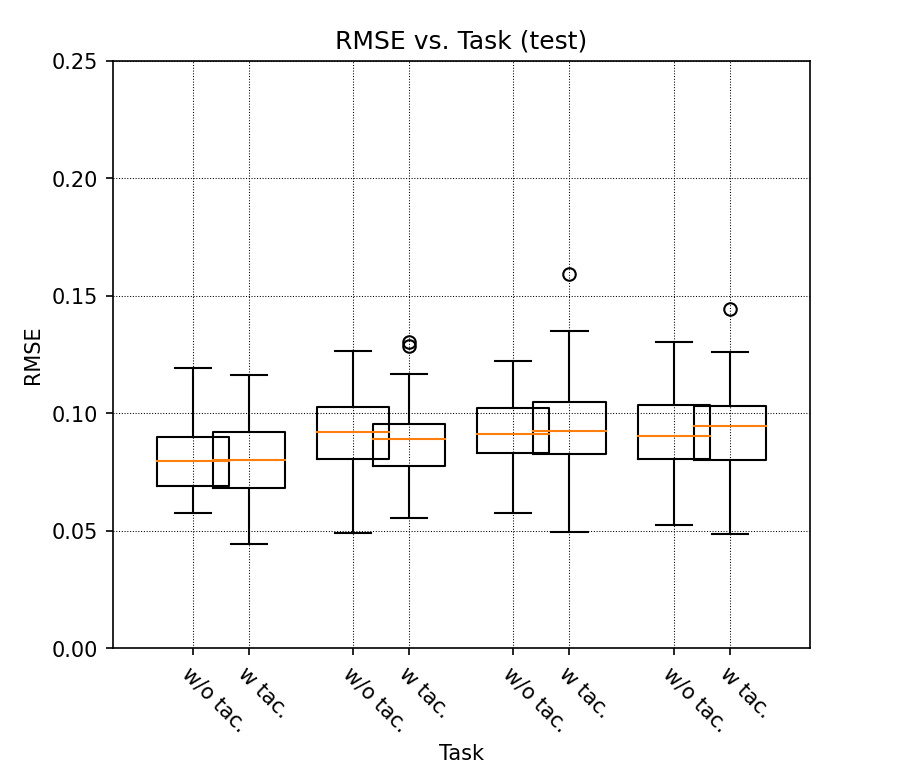 RMSE vs. Task (test)
0.25
0.20
0.15
0.10
0.05
0.00
RMSE
w/o tac.
w tac.
w/o tac.
w tac.
w/o tac.
w tac.
w/o tac.
w tac.
Task